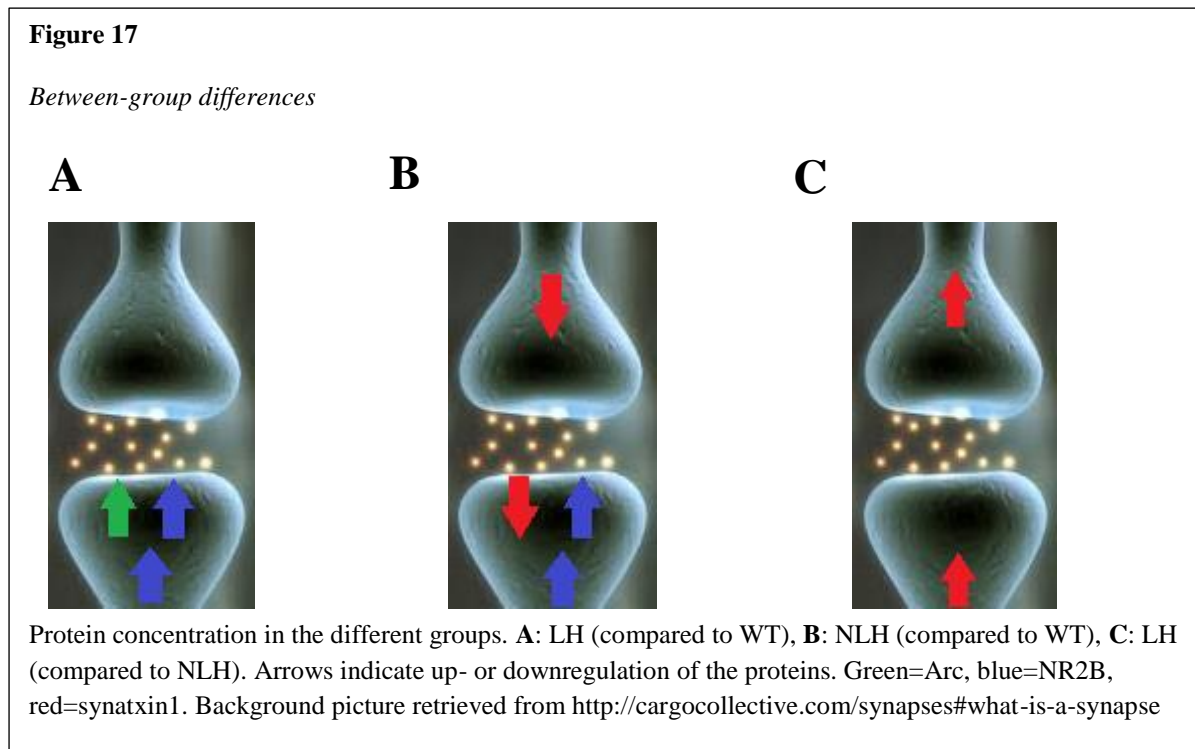 Figure 17
Between-group differences
A B C
Protein concentration in the different groups. A: LH (compared to WT), B: NLH (compared to WT), C: LH
(compared to NLH). Arrows indicate up- or downregulation of the proteins. Green=Arc, blue=NR2B,
red=synatxin1. Background picture retrieved from http://cargocollective.com/synapses#what-is-a-synapse